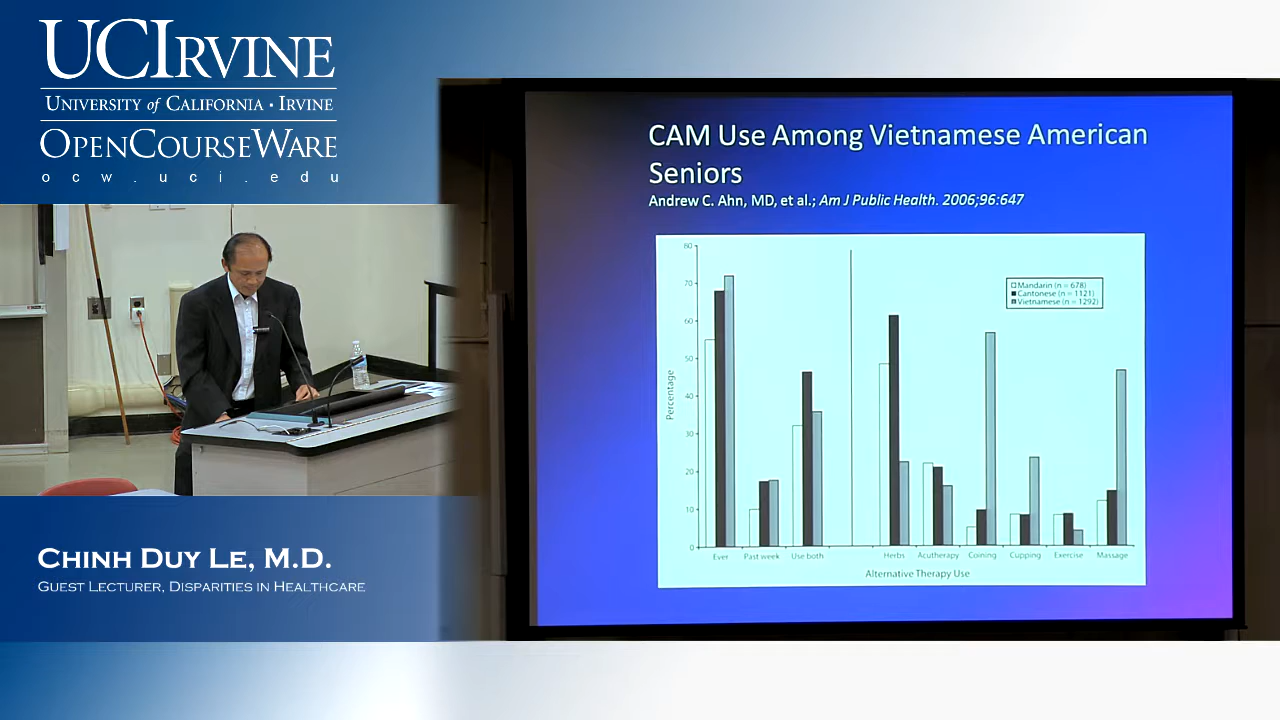 UCIRVINE
UNIVERSITY of CALIFORNIA · IRVINE
OPENCOURSEWARE
ocw.uci.edu
CHINH DUY LE, M.D.
GUEST LECTURER, DISPARITIES IN HEALTHCARE
CAM Use Among Vietnamese American
Seniors
Andrew C. Ahn, MD, et al.; Am J Public Health. 2006;96:647
80
70
60
50
40
30
20
10
0
Percentage
Mandarin (n = 678)
Cantonese (n = 1121)
Vietnamese (n = 1292)
Ever Past week Use both Herbs Acutherapy Coining Cupping Exercise Massage
Alternative Therapy Use